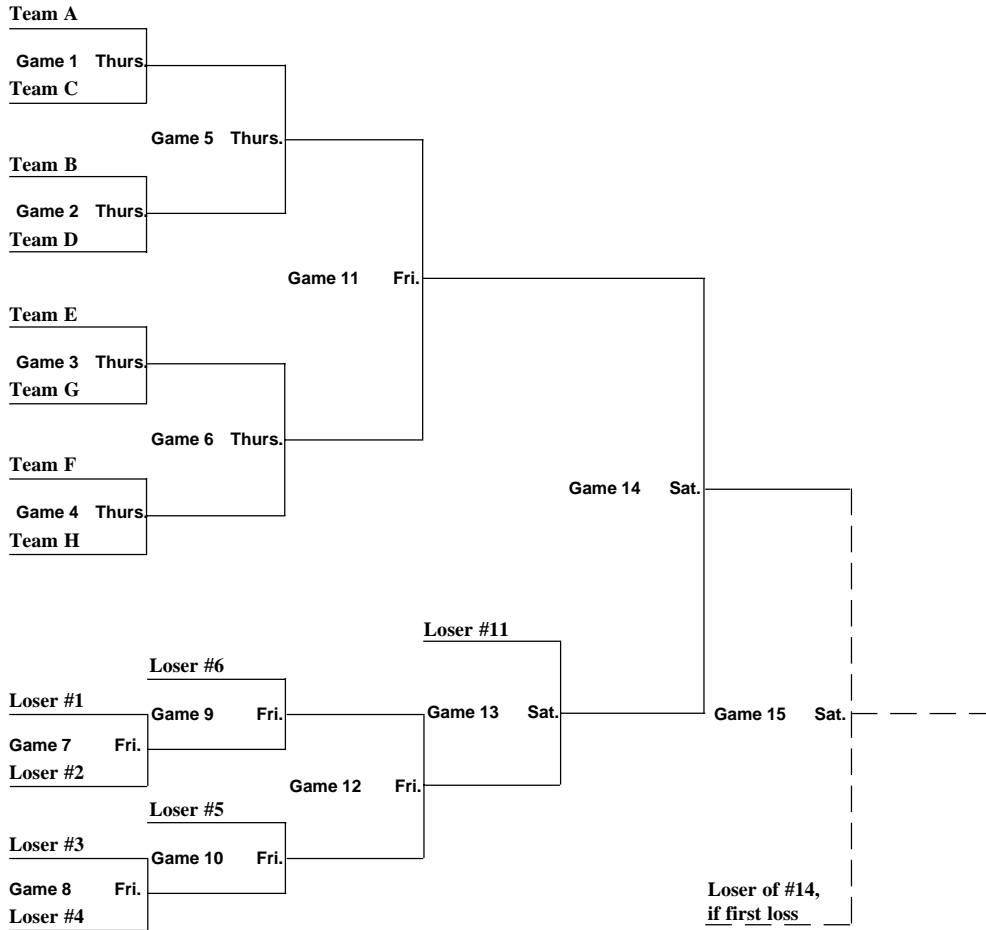 Team A
Game 1 Thurs.
Team C
Game 5 Thurs.
Team B
Game 2 Thurs.
Team D
Game 11 Fri.
Team E
Game 3 Thurs.
Team G
Game 6 Thurs.
Team F
Game 4 Thurs.
Team H
Game 14 Sat.
Loser #11
Loser #6
Loser #1
Game 9 Fri.
Game 13 Sat.
Game 15 Sat.
Game 7 Fri.
Loser #2
Game 12 Fri.
Loser #5
Loser #3
Game 10 Fri.
Game 8 Fri.
Loser #4
Loser of #14,
if first loss